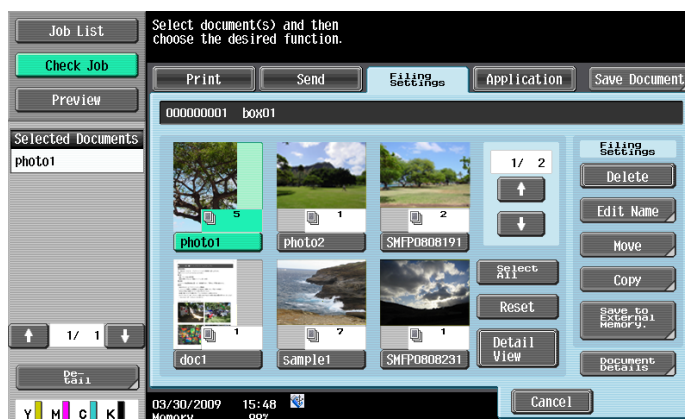 Job List
Check Job
Preview
Selected Documents
photo1
1/ 1
De-
tail
Y M C K
Select document(s) and then
choose the desired function.
Print
Send
Filing
Settings
Application
Save Document
000000001 box01
5
photo1
1
photo2
2
SMFP0808191
1
doc1
7
sample1
1
SMFP0808231
1/ 2
Select
All
Reset
Detail
View
Filing
Settings
Delete
Edit Name
Move
Copy
Save to
External
Memory.
Document
Details
03/30/2009 15:48
Memory 99%
Cancel